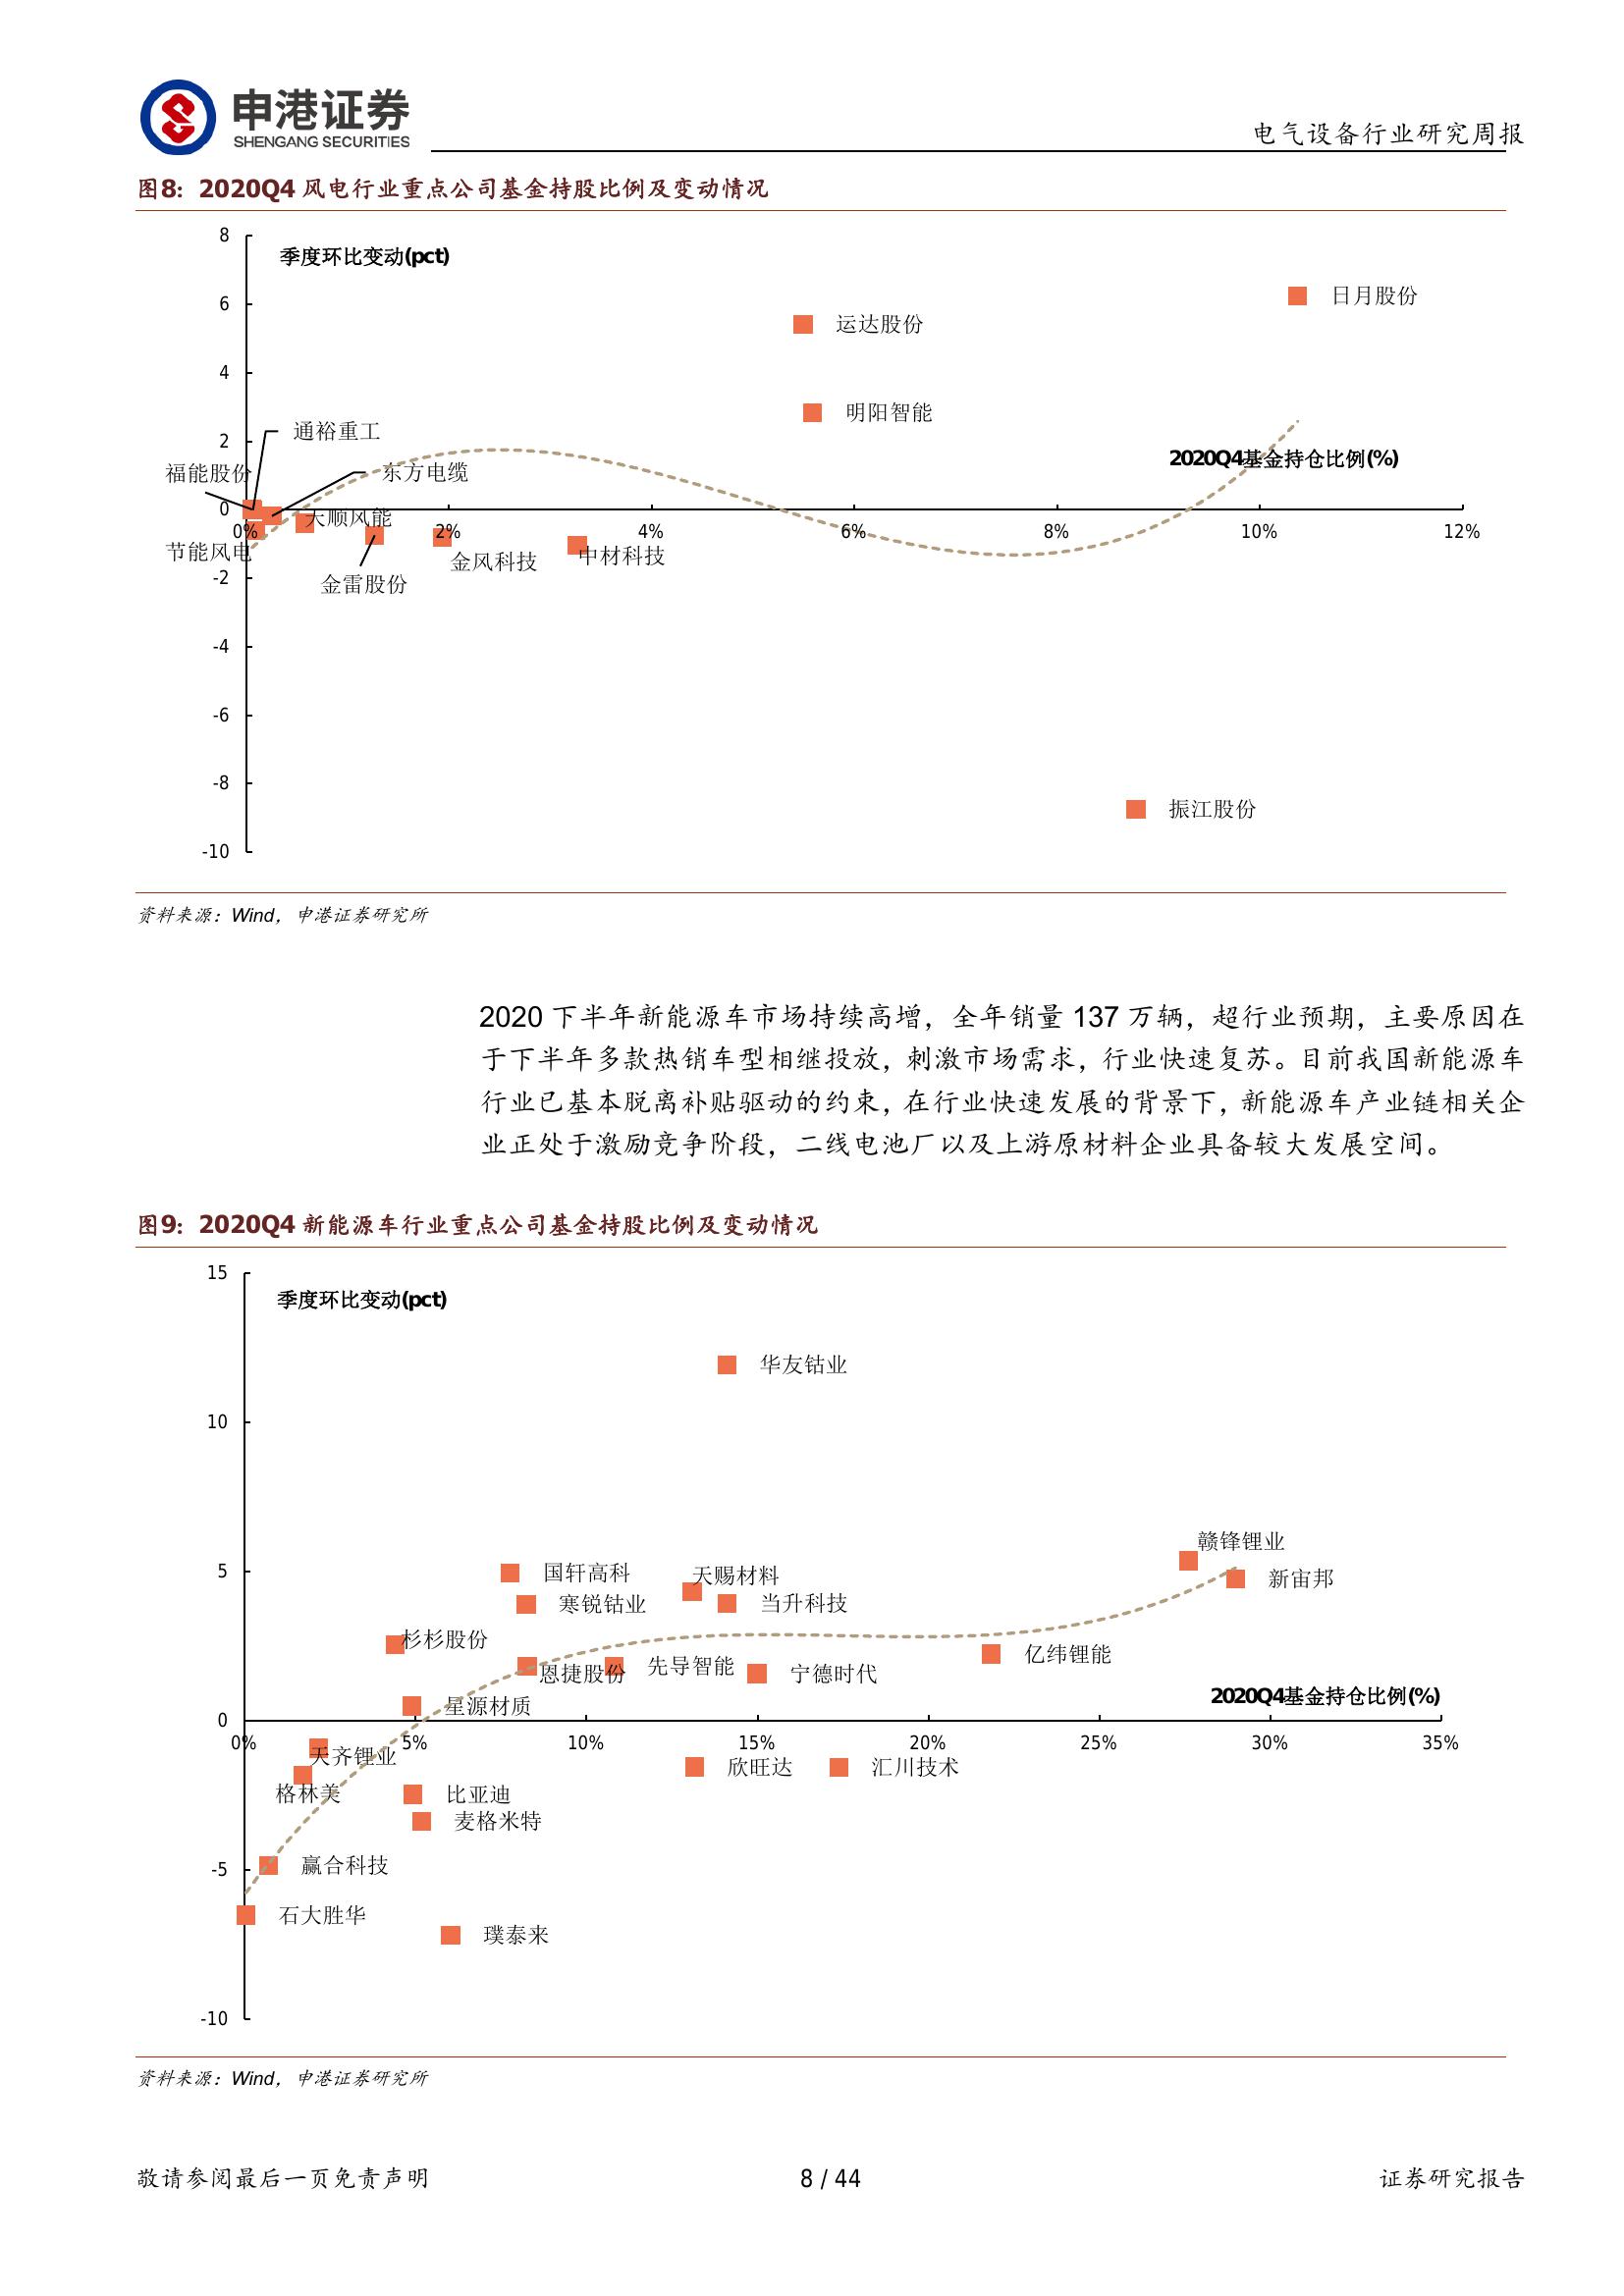 申港证券
SHENGANG SECURITIES
电气设备行业研究周报
图8：2020Q4 风电行业重点公司基金持股比例及变动情况
8
季度环比变动(pct)
6
日月股份
运达股份
4
明阳智能
2
通裕重工
2020Q4基金持仓比例(%)
福能股份
东方电缆
0
天顺风能
0%
2%
4%
6%
8%
10%
12%
节能风电
金风科技
中材科技
-2
金雷股份
-4
-6
-8
振江股份
-10
资料来源：Wind，申港证券研究所
2020 下半年新能源车市场持续高增，全年销量 137 万辆，超行业预期，主要原因在
于下半年多款热销车型相继投放，刺激市场需求，行业快速复苏。目前我国新能源车
行业已基本脱离补贴驱动的约束，在行业快速发展的背景下，新能源车产业链相关企
业正处于激励竞争阶段，二线电池厂以及上游原材料企业具备较大发展空间。
图9：2020Q4 新能源车行业重点公司基金持股比例及变动情况
15
季度环比变动(pct)
华友钴业
10
赣锋锂业
5
国轩高科
天赐材料
新宙邦
寒锐钴业
当升科技
杉杉股份
亿纬锂能
恩捷股份
先导智能
宁德时代
2020Q4基金持仓比例(%)
星源材质
0
0%
5%
10%
15%
20%
25%
30%
35%
天齐锂业
欣旺达
汇川技术
格林美
比亚迪
麦格米特
-5
赢合科技
石大胜华
璞泰来
-10
资料来源：Wind，申港证券研究所
敬请参阅最后一页免责声明
8 / 44
证券研究报告